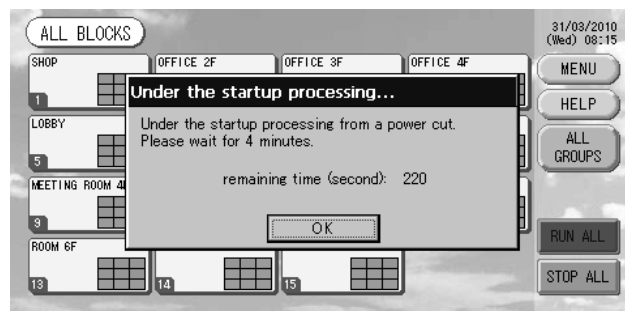 ALL BLOCKS
31/03/2010
(Wed) 08:15
SHOP
OFFICE 2F
OFFICE 3F
OFFICE 4F
MENU
1
HELP
Under the startup processing...
LOBBY
Under the startup processing from a power cut.
Please wait for 4 minutes.
ALL
GROUPS
5
remaining time (second): 220
MEETING ROOM 4
9
OK
RUN ALL
ROOM 6F
13
14
15
STOP ALL